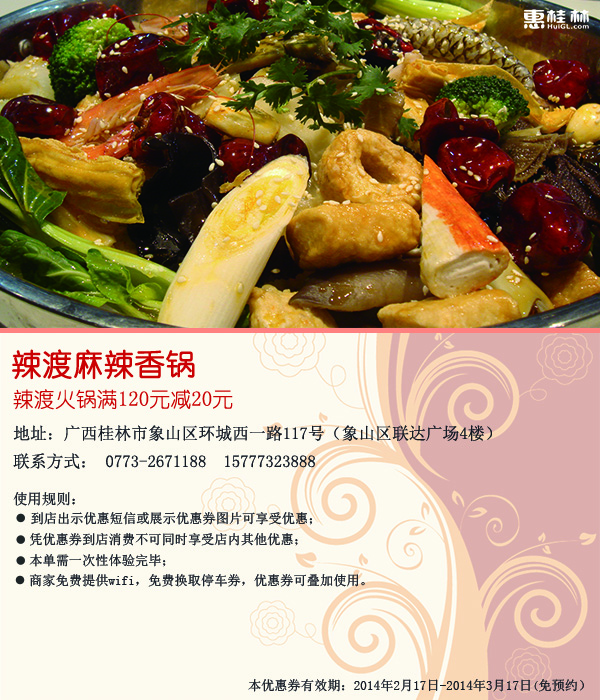 惠桂林
HuiGL.com
辣渡麻辣香锅
辣渡火锅满120元减20元
地址：广西桂林市象山区环城西一路117号（象山区联达广场4楼）
联系方式： 0773-2671188 15777323888
使用规则：
● 到店出示优惠短信或展示优惠券图片可享受优惠；
● 凭优惠券到店消费不可同时享受店内其他优惠；
● 本单需一次性体验完毕；
● 商家免费提供wifi，免费换取停车券，优惠券可叠加使用。
本优惠券有效期：2014年2月17日-2014年3月17日(免预约）